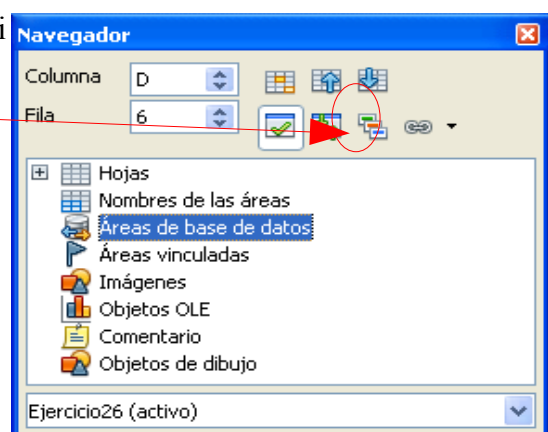 i
Navegador
Columna D
Fila 6
Hojas
Nombres de las áreas
Áreas de base de datos
Áreas vinculadas
Imágenes
Objetos OLE
Comentario
Objetos de dibujo
Ejercicio26 (activo)